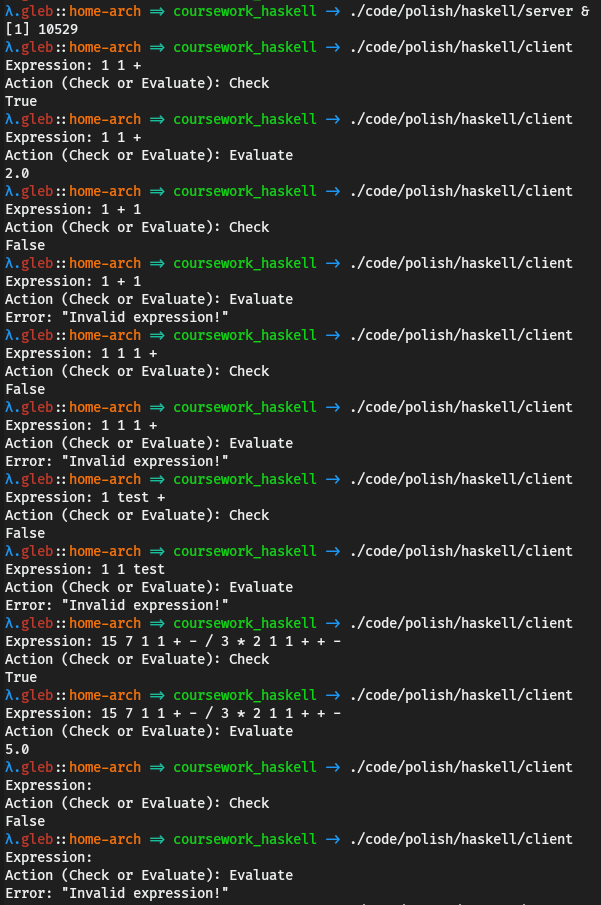 λ.gleb::home-arch ⇒ coursework_haskell → ./code/polish/haskell/server &
[1] 10529
λ.gleb::home-arch ⇒ coursework_haskell → ./code/polish/haskell/client
Expression: 1 1 +
Action (Check or Evaluate): Check
True
λ.gleb::home-arch ⇒ coursework_haskell → ./code/polish/haskell/client
Expression: 1 1 +
Action (Check or Evaluate): Evaluate
2.0
λ.gleb::home-arch ⇒ coursework_haskell → ./code/polish/haskell/client
Expression: 1 + 1
Action (Check or Evaluate): Check
False
λ.gleb::home-arch ⇒ coursework_haskell → ./code/polish/haskell/client
Expression: 1 + 1
Action (Check or Evaluate): Evaluate
Error: "Invalid expression!"
λ.gleb::home-arch ⇒ coursework_haskell → ./code/polish/haskell/client
Expression: 1 1 1 +
Action (Check or Evaluate): Check
False
λ.gleb::home-arch ⇒ coursework_haskell → ./code/polish/haskell/client
Expression: 1 1 1 +
Action (Check or Evaluate): Evaluate
Error: "Invalid expression!"
λ.gleb::home-arch ⇒ coursework_haskell → ./code/polish/haskell/client
Expression: 1 test +
Action (Check or Evaluate): Check
False
λ.gleb::home-arch ⇒ coursework_haskell → ./code/polish/haskell/client
Expression: 1 1 test
Action (Check or Evaluate): Evaluate
Error: "Invalid expression!"
λ.gleb::home-arch ⇒ coursework_haskell → ./code/polish/haskell/client
Expression: 15 7 1 1 + - / 3 * 2 1 1 + + -
Action (Check or Evaluate): Check
True
λ.gleb::home-arch ⇒ coursework_haskell → ./code/polish/haskell/client
Expression: 15 7 1 1 + - / 3 * 2 1 1 + + -
Action (Check or Evaluate): Evaluate
5.0
λ.gleb::home-arch ⇒ coursework_haskell → ./code/polish/haskell/client
Expression:
Action (Check or Evaluate): Check
False
λ.gleb::home-arch ⇒ coursework_haskell → ./code/polish/haskell/client
Expression:
Action (Check or Evaluate): Evaluate
Error: "Invalid expression!"